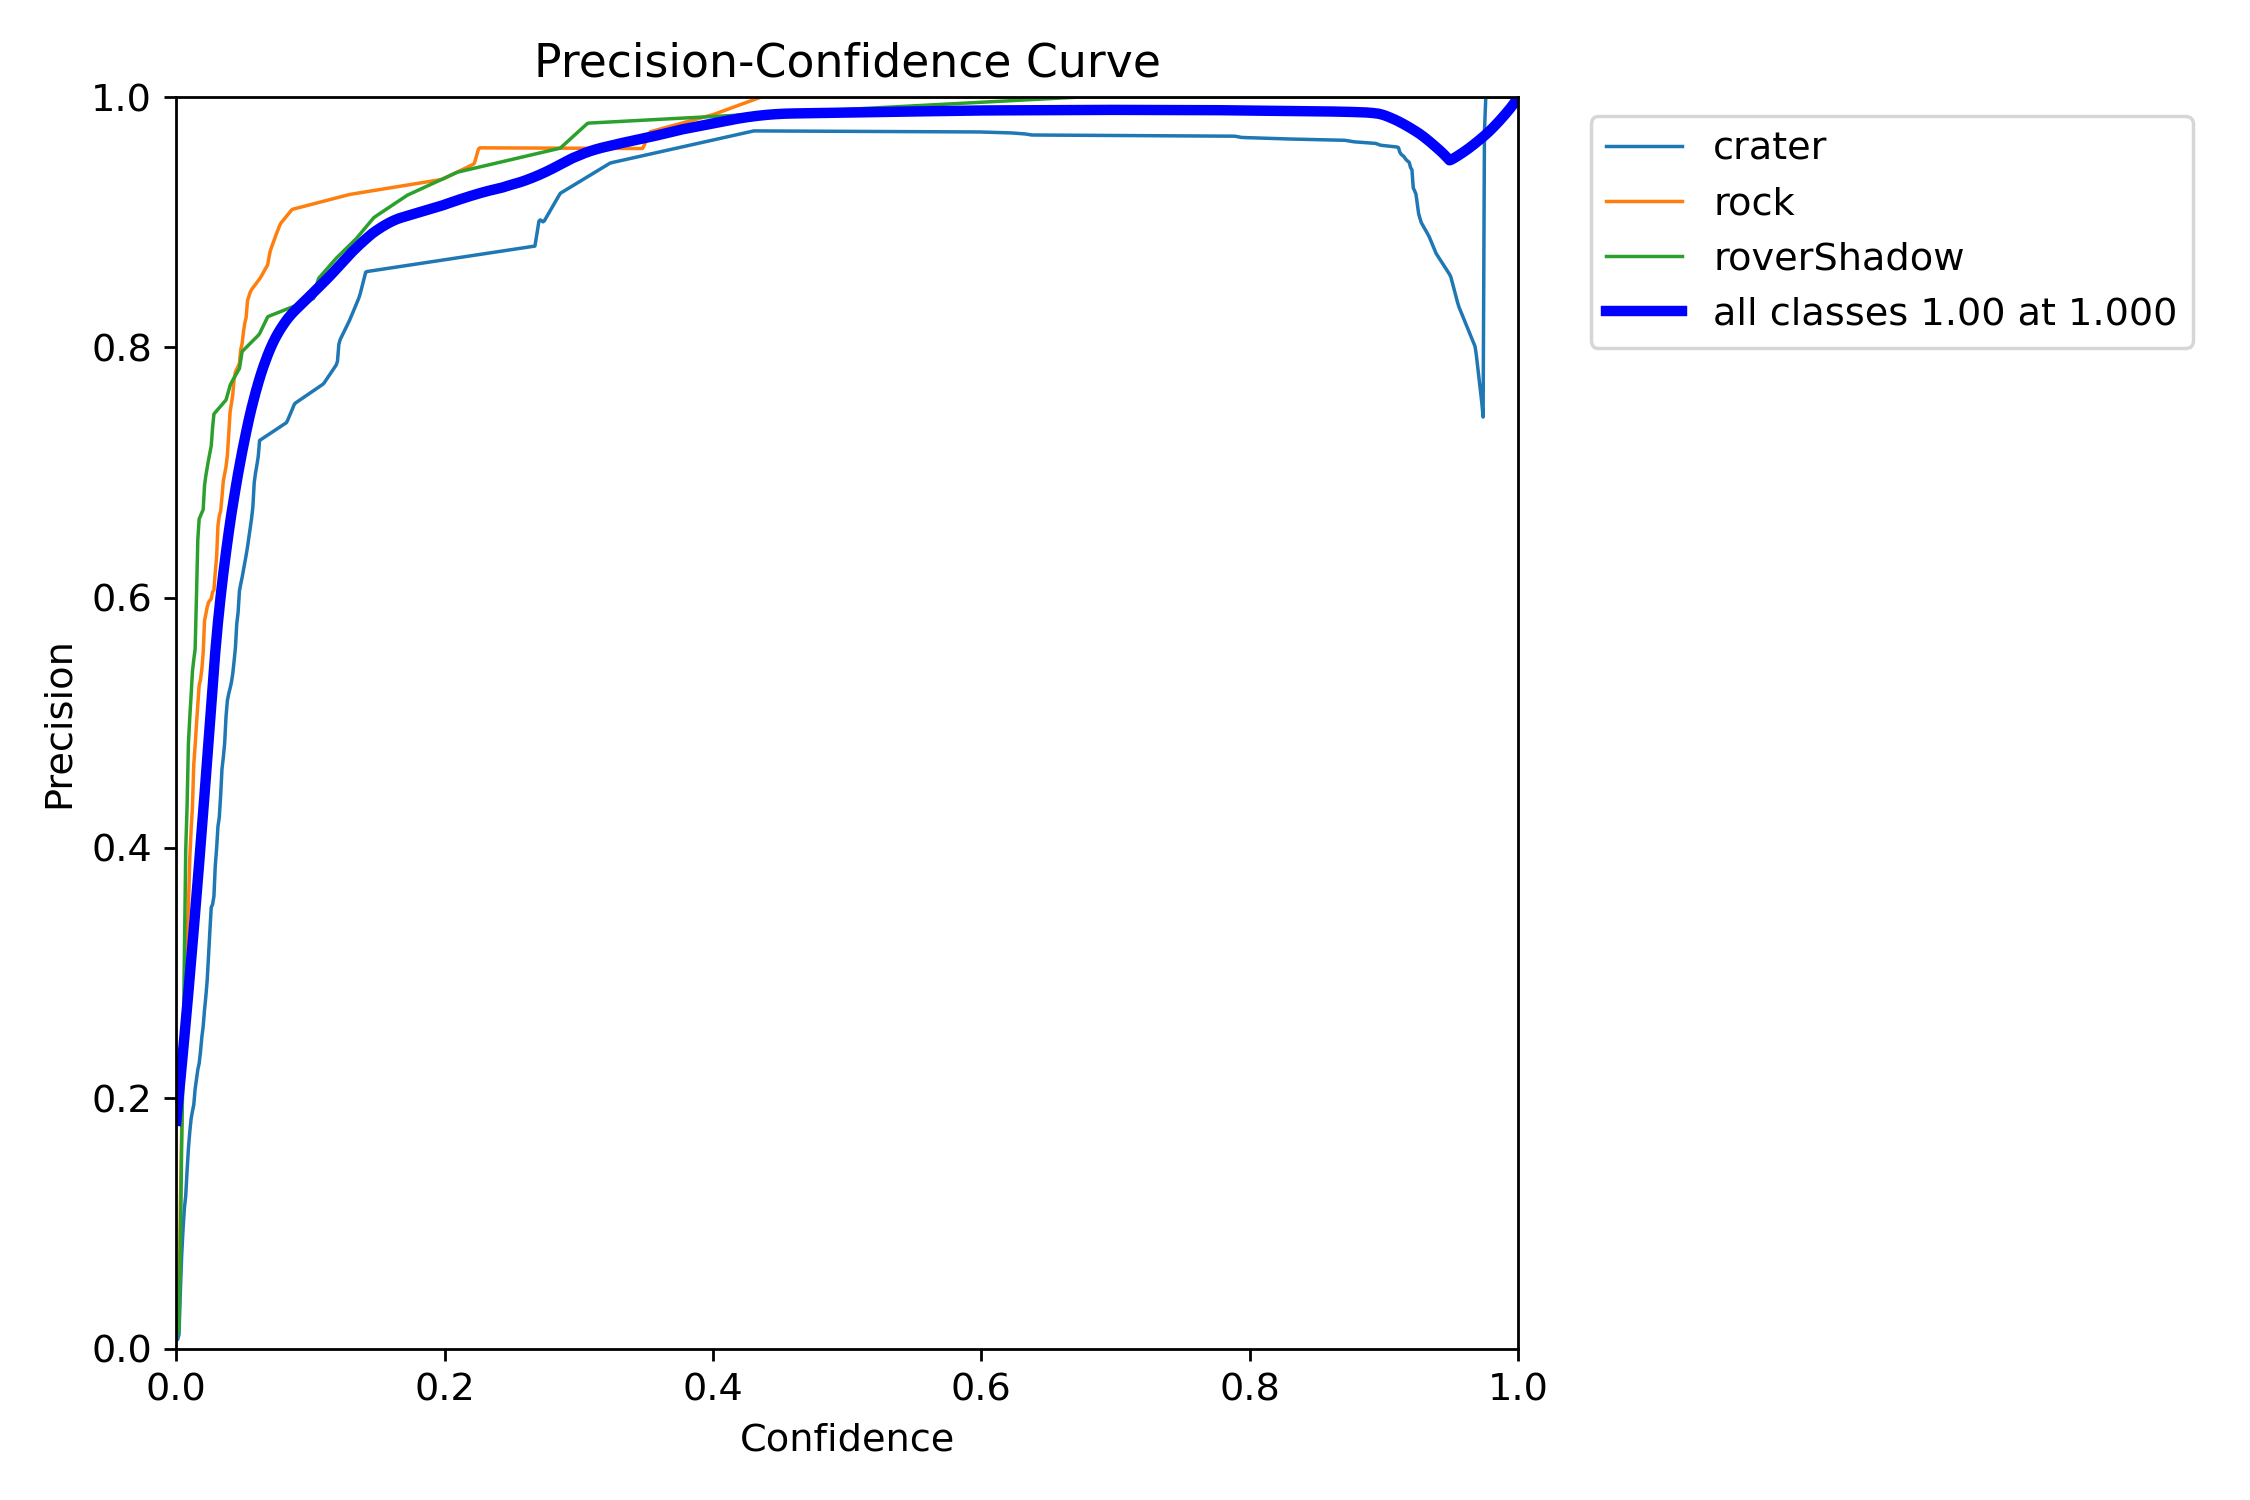 Precision-Confidence Curve
1.0
0.8
0.6
0.4
0.2
0.0
Precision
0.0 0.2 0.4 0.6 0.8 1.0
Confidence
crater
rock
roverShadow
all classes 1.00 at 1.000